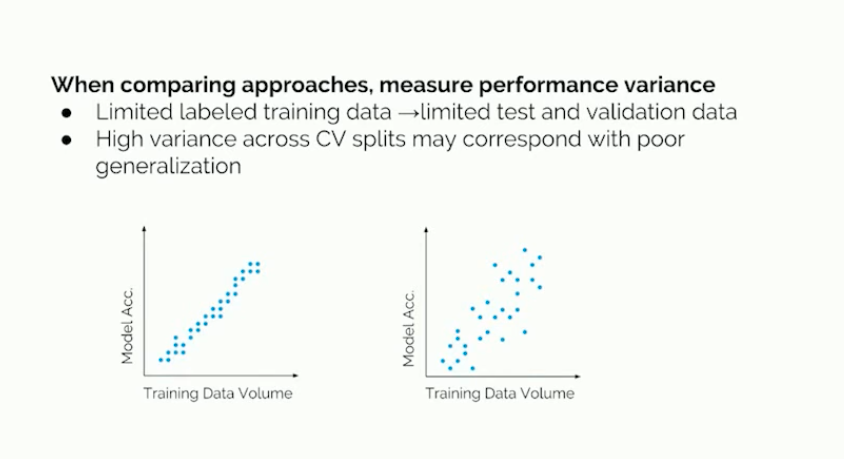 When comparing approaches, measure performance variance
● Limited labeled training data →limited test and validation data
● High variance across CV splits may correspond with poor
generalization
Model Acc.
Training Data Volume
Model Acc.
Training Data Volume